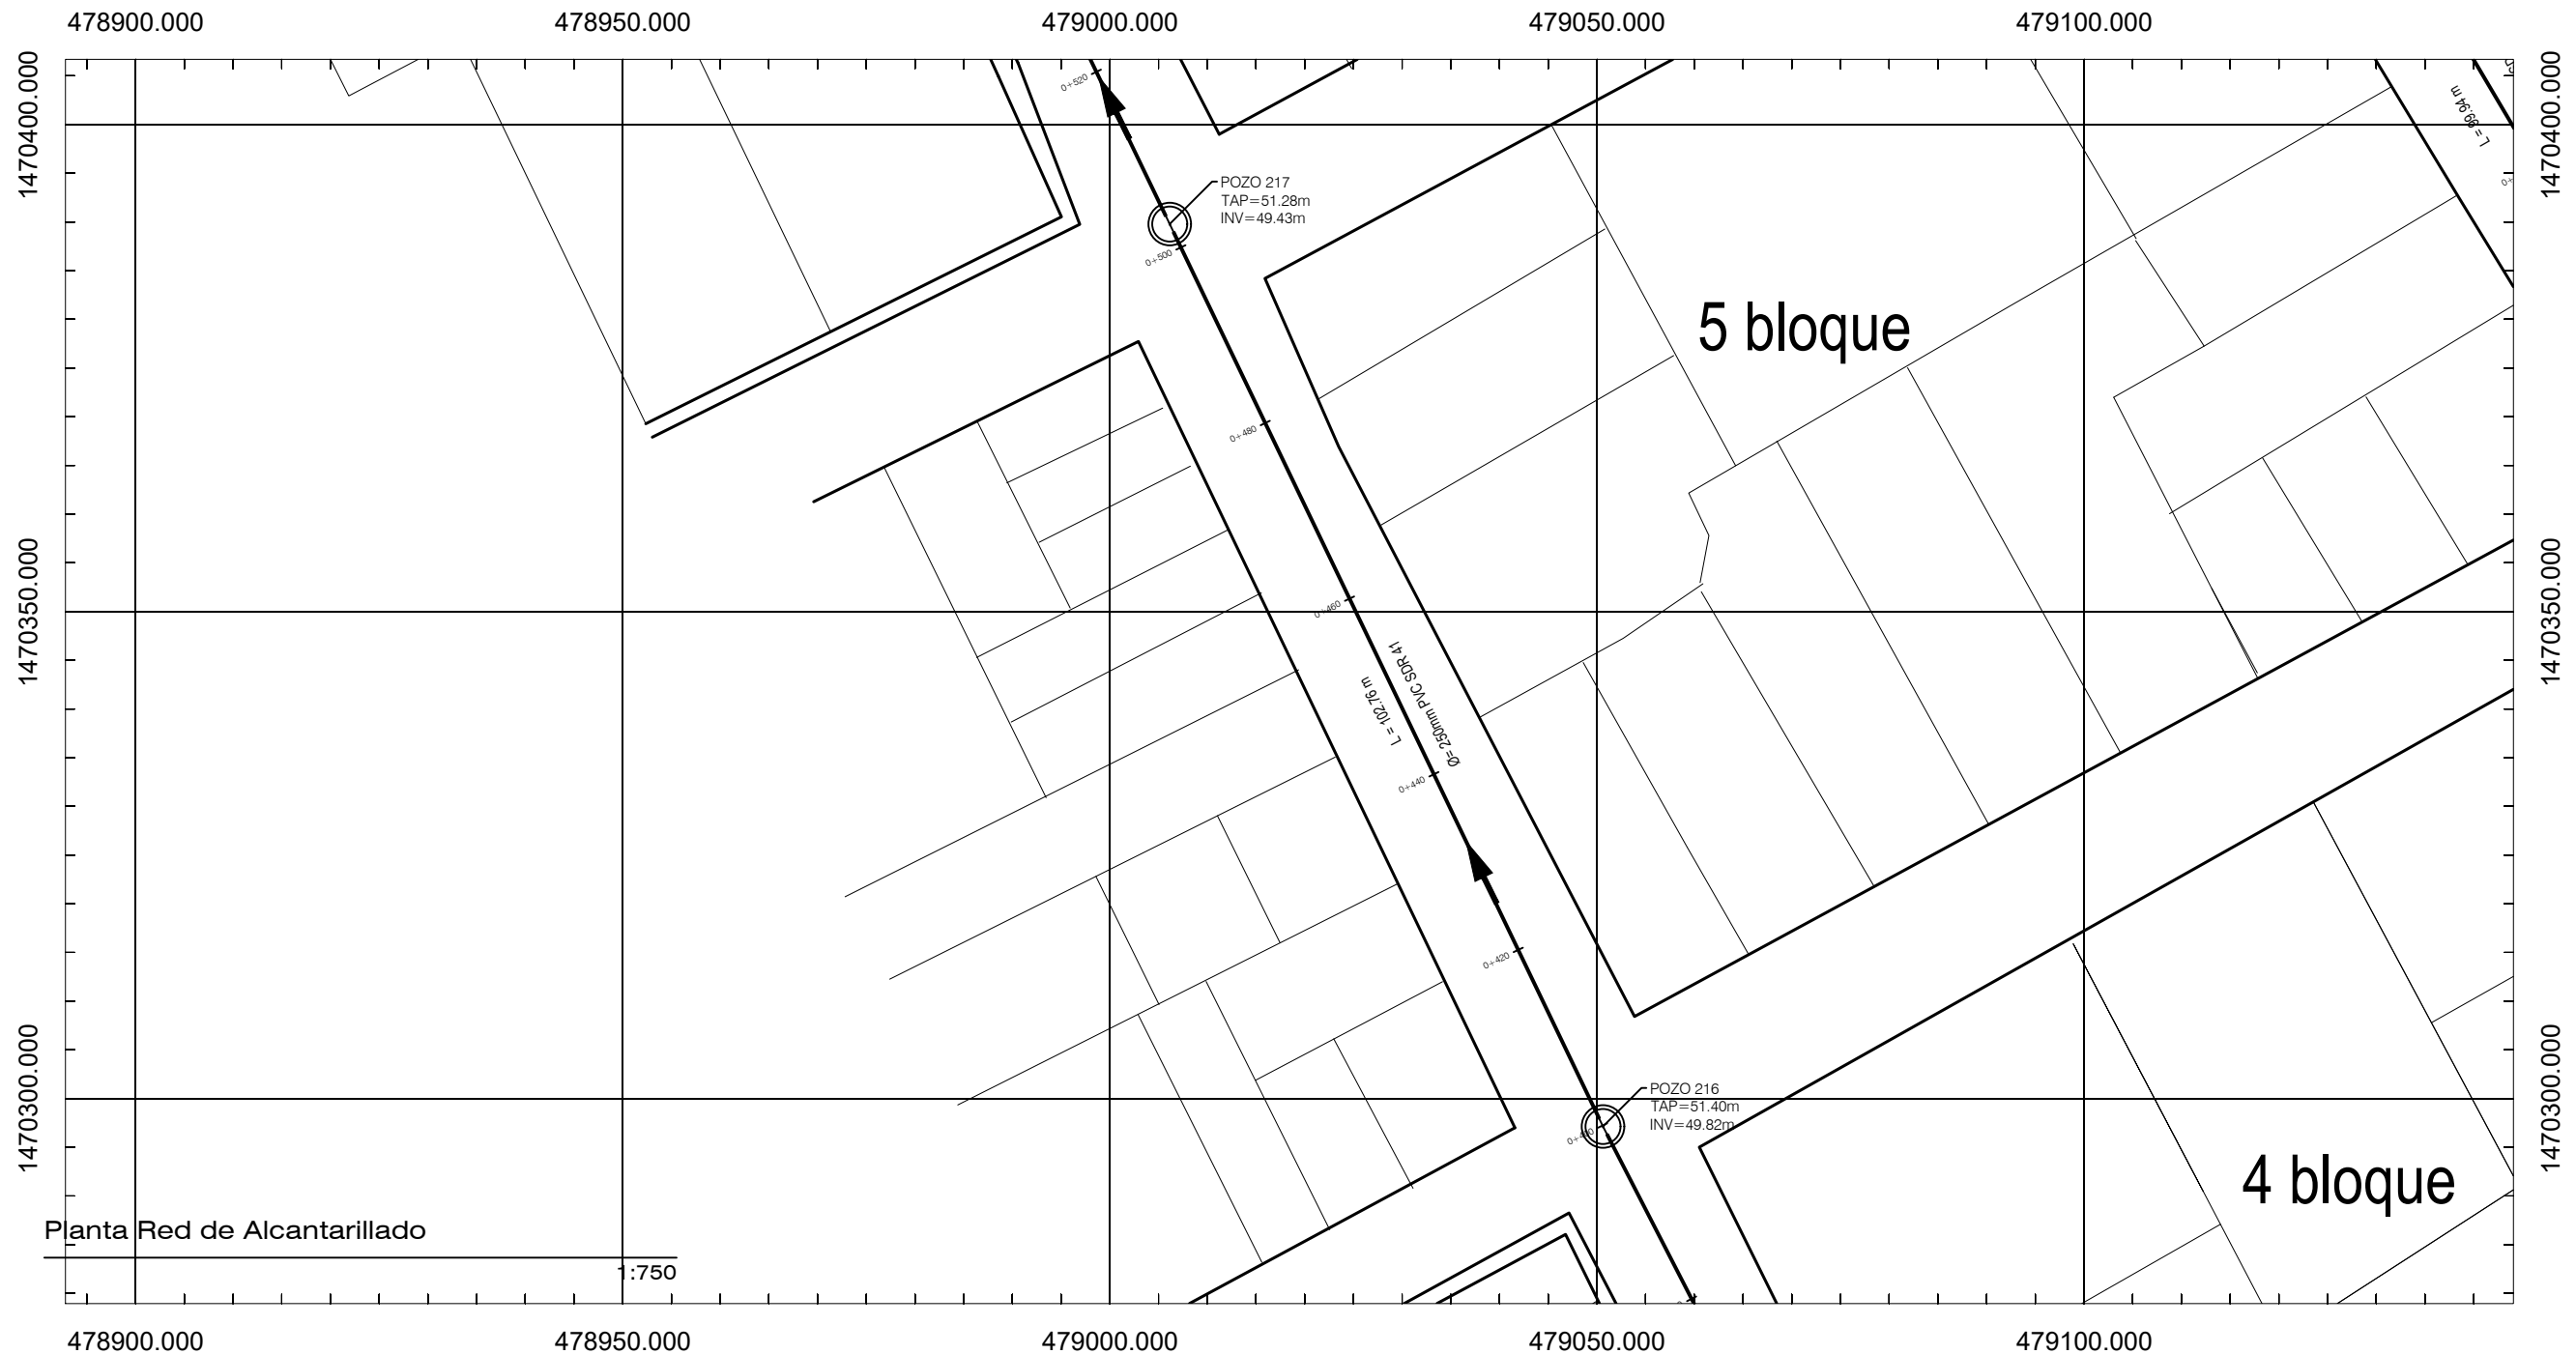 478900.000
478950.000
479000.000
479050.000
479100.000
1470400.000
1470400.000
0+520
L = 99.94 m
POZO 217
TAP=51.28m
INV=49.43m
0+500
5 bloque
0+480
1470350.000
1470350.000
0+460
Ø= 250mm PVC SDR 41
L = 102.76 m
0+440
0+420
1470300.000
1470300.000
POZO 216
TAP=51.40m
INV=49.82m
4 bloque
Planta Red de Alcantarillado
1:750
478900.000
478950.000
479000.000
479050.000
479100.000